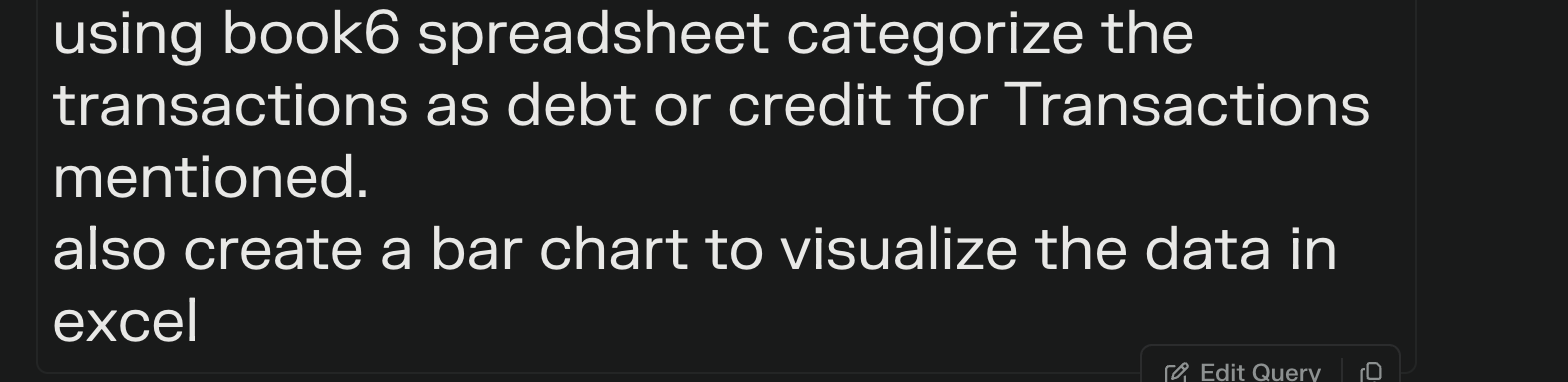 using book6 spreadsheet categorize the
transactions as debt or credit for Transactions
mentioned.
also create a bar chart to visualize the data in
excel
Edit Query